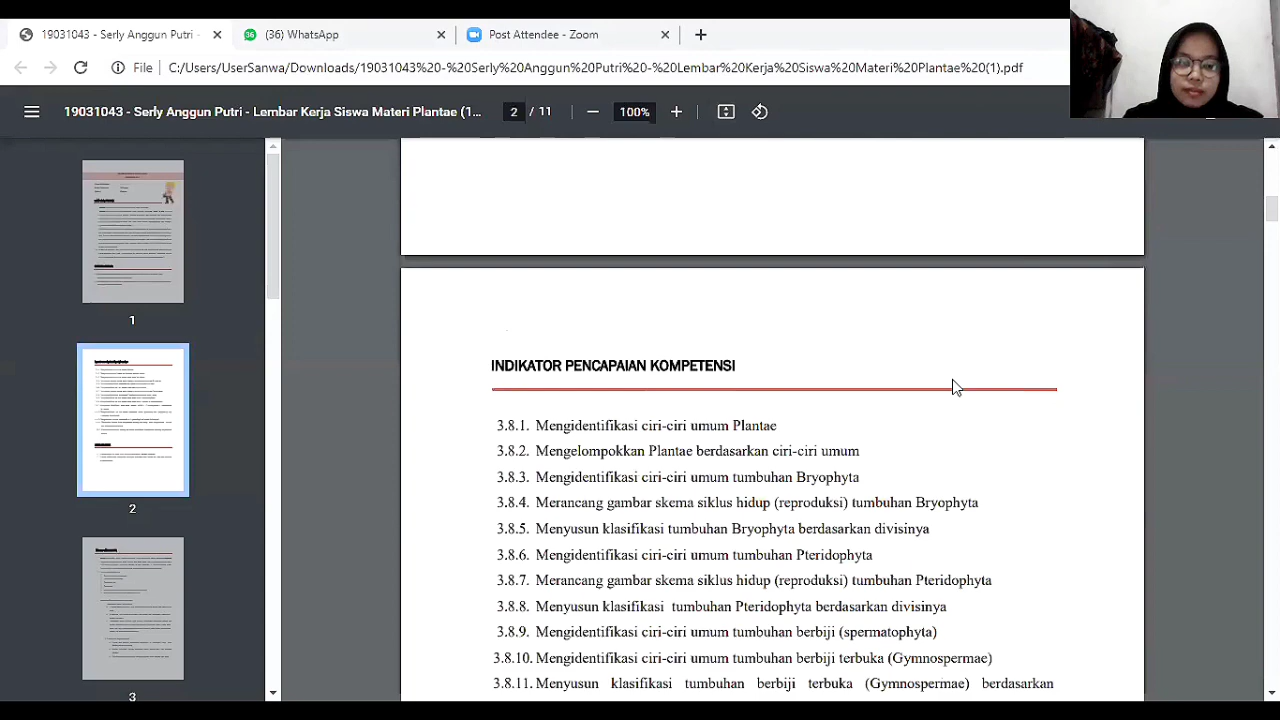 19031043 - Serly Anggun Putri -
(36) WhatsApp
Post Attendee - Zoom
File
C:/Users/UserSanwa/Downloads/19031043%20-%20Serly%20Anggun%20Putri%20-%20Lembar%20Kerja%20Siswa%20Materi%20Plantae%20(1).pdf
19031043 - Serly Anggun Putri - Lembar Kerja Siswa Materi Plantae (1...
2 / 11
100%
1
2
3
INDIKATOR PENCAPAIAN KOMPETENSI
3.8.1. Mengidentifikasi ciri-ciri umum Plantae
3.8.2. Mengelompokkan Plantae berdasarkan ciri-ciri umum
3.8.3. Mengidentifikasi ciri-ciri umum tumbuhan Bryophyta
3.8.4. Merancang gambar skema siklus hidup (reproduksi) tumbuhan Bryophyta
3.8.5. Menyusun klasifikasi tumbuhan Bryophyta berdasarkan divisinya
3.8.6. Mengidentifikasi ciri-ciri umum tumbuhan Pteridophyta
3.8.7. Merancang gambar skema siklus hidup (reproduksi) tumbuhan Pteridophyta
3.8.8. Menyusun klasifikasi tumbuhan Pteridophyta berdasarkan divisinya
3.8.9. Mengidentifikasi ciri-ciri umum tumbuhan berbiji (spermatophyta)
3.8.10. Mengidentifikasi ciri-ciri umum tumbuhan berbiji terbuka (Gymnospermae)
3.8.11. Menyusun klasifikasi tumbuhan berbiji terbuka (Gymnospermae) berdasarkan